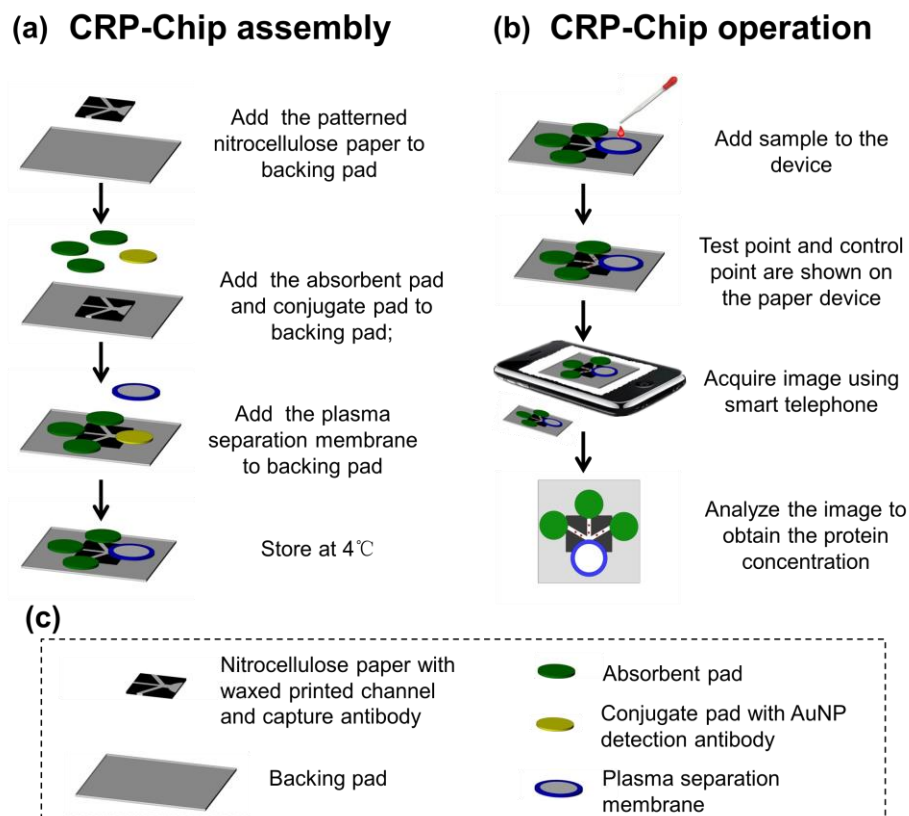 (a) CRP-Chip assembly
Add the patterned
nitrocellulose paper to
backing pad
Add the absorbent pad
and conjugate pad to
backing pad;
Add the plasma
separation membrane
to backing pad
Store at 4℃
(b) CRP-Chip operation
Add sample to the
device
Test point and control
point are shown on
the paper device
Acquire image using
smart telephone
Analyze the image to
obtain the protein
concentration
(c)
Nitrocellulose paper with
waxed printed channel
and capture antibody
Backing pad
Absorbent pad
Conjugate pad with AuNP
detection antibody
Plasma separation
membrane